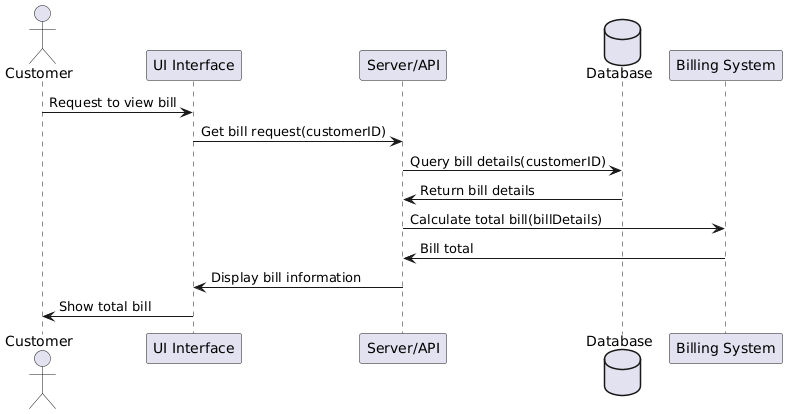 Customer
UI Interface
Server/API
Database
Billing System
Request to view bill
Get bill request(customerID)
Query bill details(customerID)
Return bill details
Calculate total bill(billDetails)
Bill total
Display bill information
Show total bill
Customer
UI Interface
Server/API
Database
Billing System